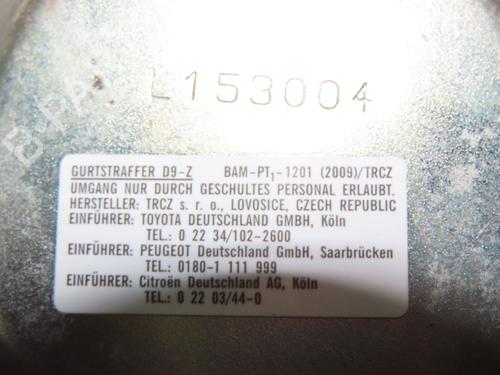 L153004
B-PARTS
GURTSTRAFFER D9-Z BAM-PT₁-1201 (2009)/TRCZ
UMGANG NUR DURCH GESCHULTES PERSONAL ERLAUBT.
HERSTELLER: TRCZ s. r. o., LOVOSICE, CZECH REPUBLIC
EINFÜHRER: TOYOTA DEUTSCHLAND GMBH, Köln
TEL.: 0 22 34/102-2600
EINFÜHRER: PEUGEOT Deutschland GmbH, Saarbrücken
TEL.: 0180-1 111 999
EINFÜHRER: Citroën Deutschland AG, Köln
TEL.: 0 22 03/44-0